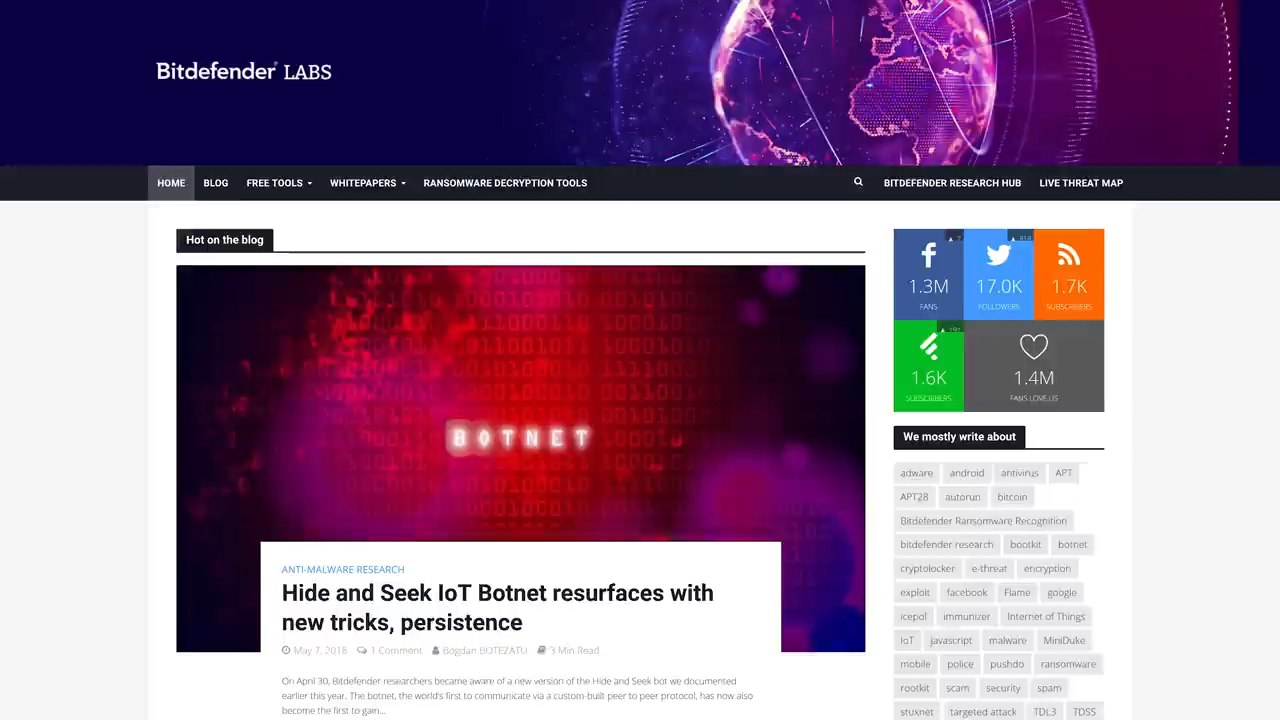 Bitdefender LABS
HOME BLOG FREE TOOLS WHITEPAPERS RANSOMWARE DECRYPTION TOOLS BITDEFENDER RESEARCH HUB LIVE THREAT MAP
Hot on the blog
BOTNET
ANTI-MALWARE RESEARCH
Hide and Seek IoT Botnet resurfaces with
new tricks, persistence
May 7, 2018 1 Comment Bogdan BOTEZATU 3 Min Read
On April 30, Bitdefender researchers became aware of a new version of the Hide and Seek bot we documented
earlier this year. The botnet, the world's first to communicate via a custom-built peer to peer protocol, has now also
become the first to gain...
1.3M 17.0K 1.7K
FANS FOLLOWERS SUBSCRIBERS
1.6K 1.4M
SUBSCRIBERS FANS LOVE US
We mostly write about
adware android antivirus APT
APT28 autorun bitcoin
Bitdefender Ransomware Recognition
bitdefender research bootkit botnet
cryptolocker e-threat encryption
exploit facebook Flame google
icepol immunizer Internet of Things
IoT javascript malware MiniDuke
mobile police pushdo ransomware
rootkit scam security spam
stuxnet targeted attack TDL3 TDSS